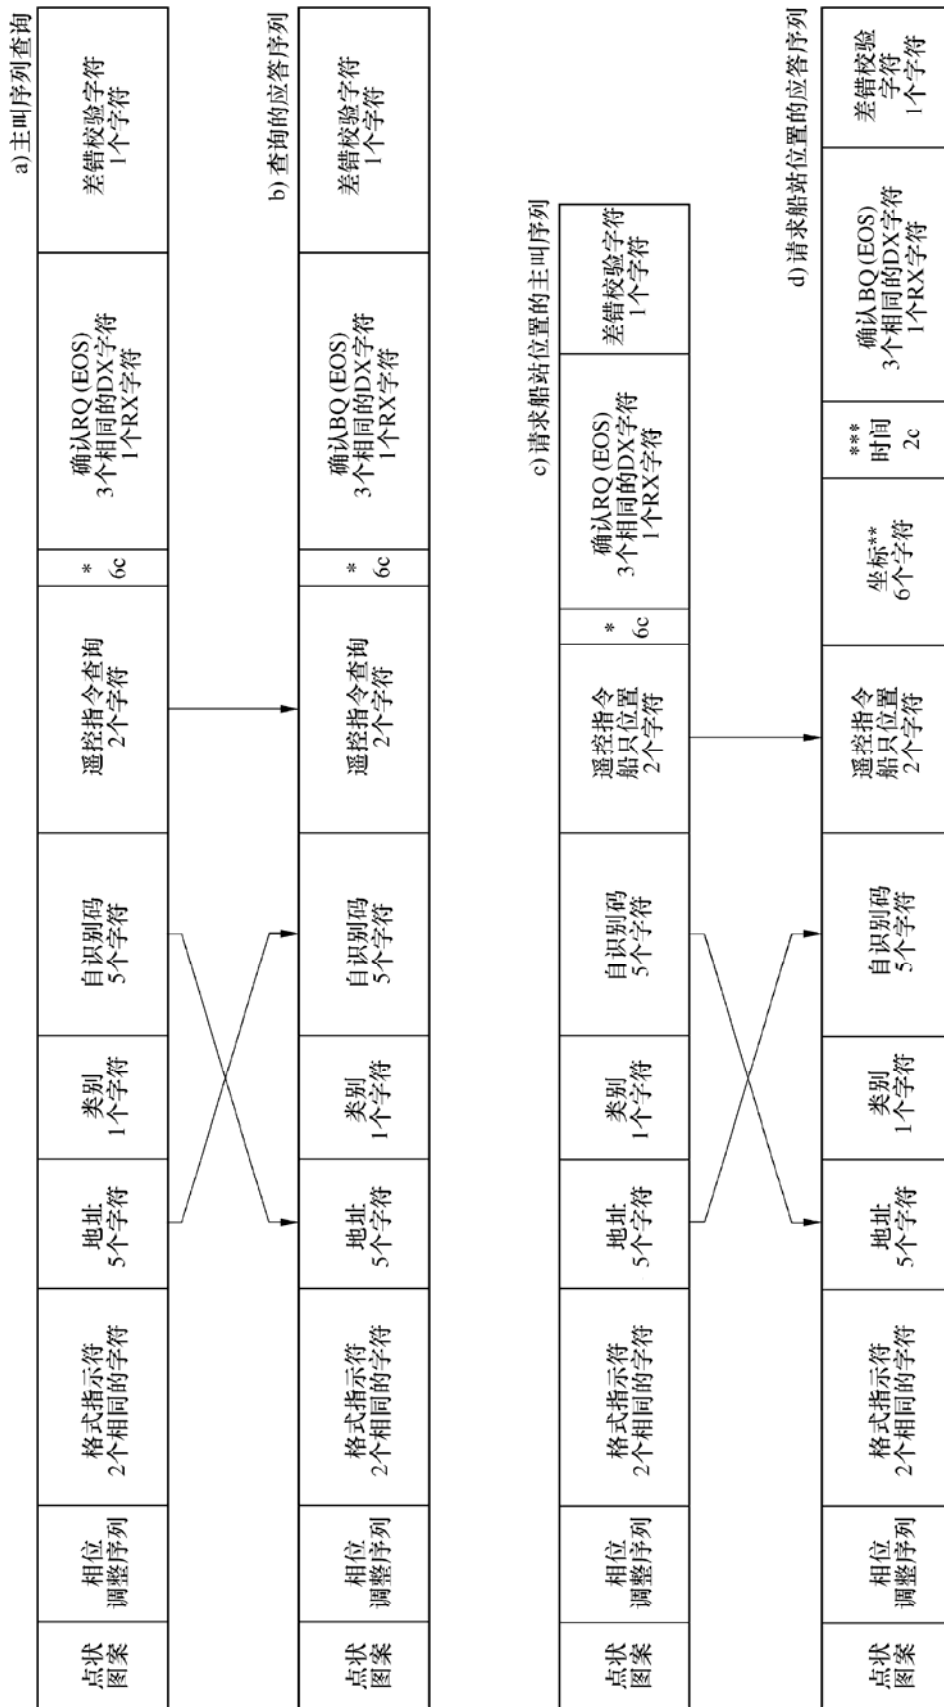 a)主叫序列查询
点状
图案
相位
调整序列
格式指示符
2个相同的字符
地址
5个字符
类别
1个字符
自识别码
5个字符
遥控指令查询
2个字符
*
6c
确认RQ (EOS)
3个相同的DX字符
1个RX字符
差错校验字符
1个字符
b) 查询的应答序列
点状
图案
相位
调整序列
格式指示符
2个相同的字符
地址
5个字符
类别
1个字符
自识别码
5个字符
遥控指令查询
2个字符
*
6c
确认BQ (EOS)
3个相同的DX字符
1个RX字符
差错校验字符
1个字符
c)请求船站位置的主叫序列
点状
图案
相位
调整序列
格式指示符
2个相同的字符
地址
5个字符
类别
1个字符
自识别码
5个字符
遥控指令
船只位置
2个字符
*
6c
确认RQ (EOS)
3个相同的DX字符
1个RX字符
差错校验字符
1个字符
d)请求船站位置的应答序列
点状
图案
相位
调整序列
格式指示符
2个相同的字符
地址
5个字符
类别
1个字符
自识别码
5个字符
遥控指令
船只位置
2个字符
坐标**
6个字符
***
时间
2c
确认BQ (EOS)
3个相同的DX字符
1个RX字符
差错校验
字符
1个字符